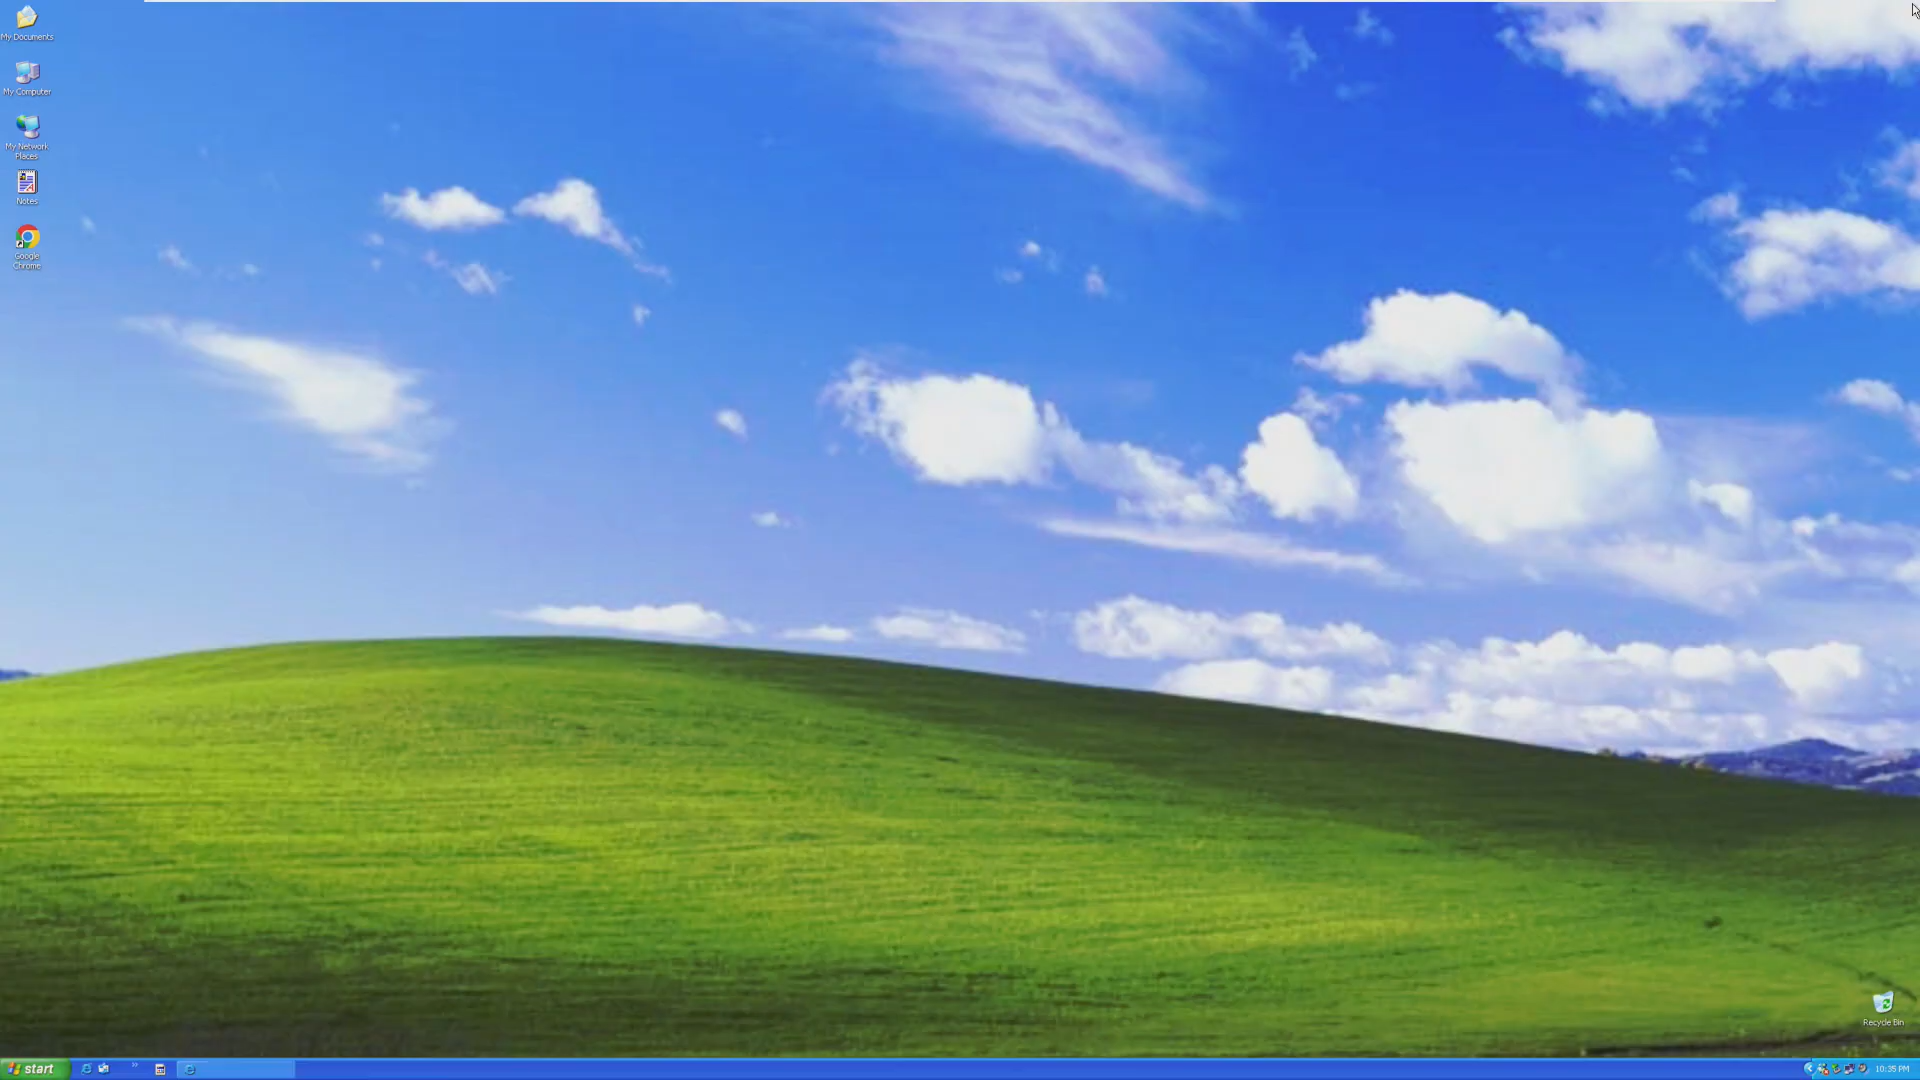 My Documents
My Computer
My Network
Places
Notes
Google
Chrome
Recycle Bin
start
10:35 PM